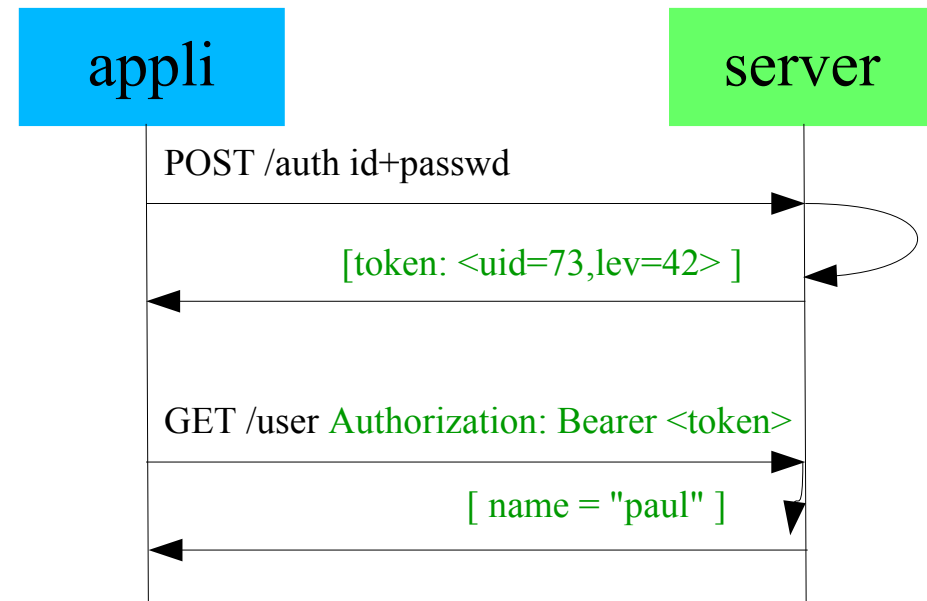 appli
server
POST /auth id+passwd
[token: <uid=73,lev=42> ]
GET /user Authorization: Bearer <token>
[ name = "paul" ]